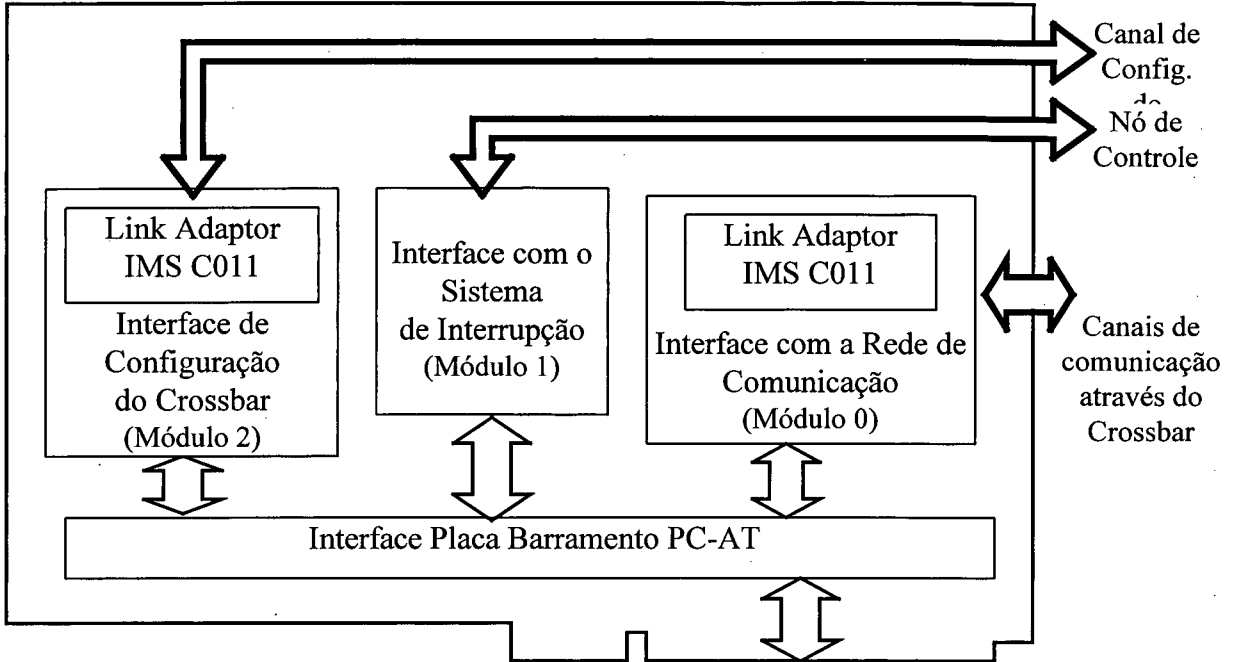 Canal de
Config.
Nó de
Controle
Link Adaptor
IMS C011
Interface de
Configuração
do Crossbar
(Módulo 2)
Interface com o
Sistema
de Interrupção
(Módulo 1)
Link Adaptor
IMS C011
Interface com a Rede de
Comunicação
(Módulo 0)
Canais de
comunicação
através do
Crossbar
Interface Placa Barramento PC-AT